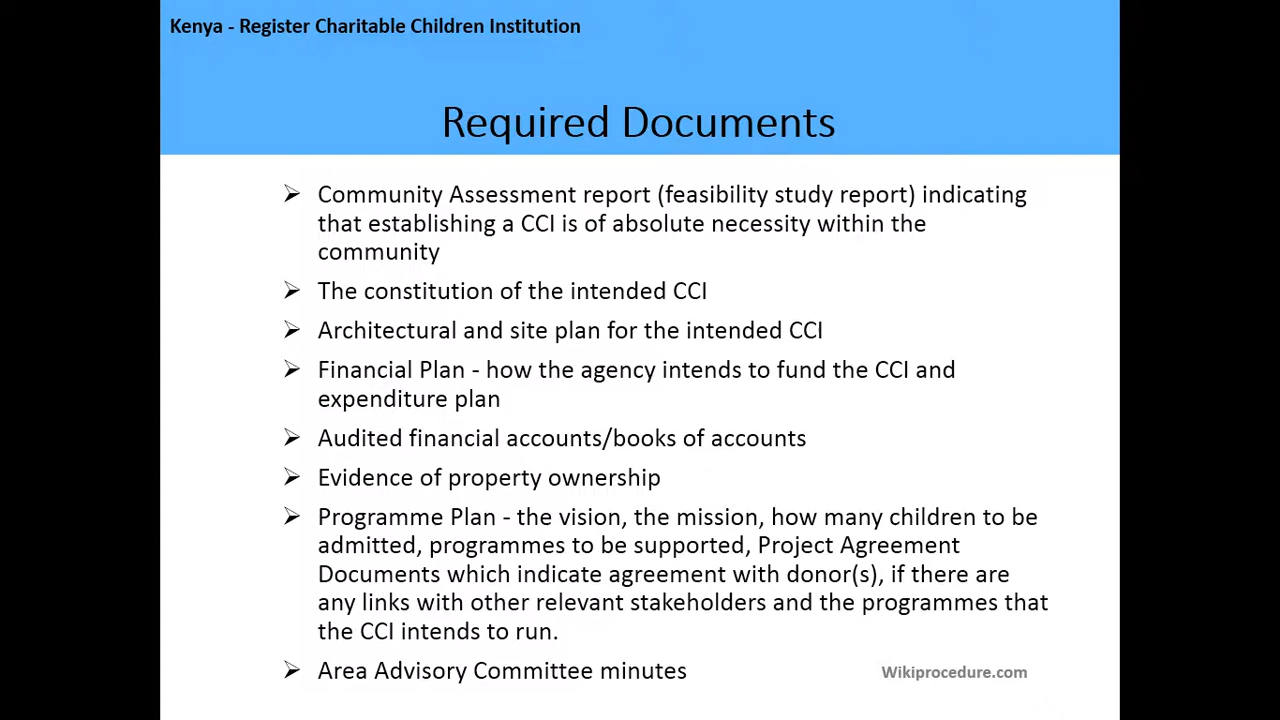 Kenya - Register Charitable Children Institution
Required Documents
➢ Community Assessment report (feasibility study report) indicating
that establishing a CCI is of absolute necessity within the
community
➢ The constitution of the intended CCI
➢ Architectural and site plan for the intended CCI
➢ Financial Plan - how the agency intends to fund the CCI and
expenditure plan
➢ Audited financial accounts/books of accounts
➢ Evidence of property ownership
➢ Programme Plan - the vision, the mission, how many children to be
admitted, programmes to be supported, Project Agreement
Documents which indicate agreement with donor(s), if there are
any links with other relevant stakeholders and the programmes that
the CCI intends to run.
➢ Area Advisory Committee minutes
Wikiprocedure.com